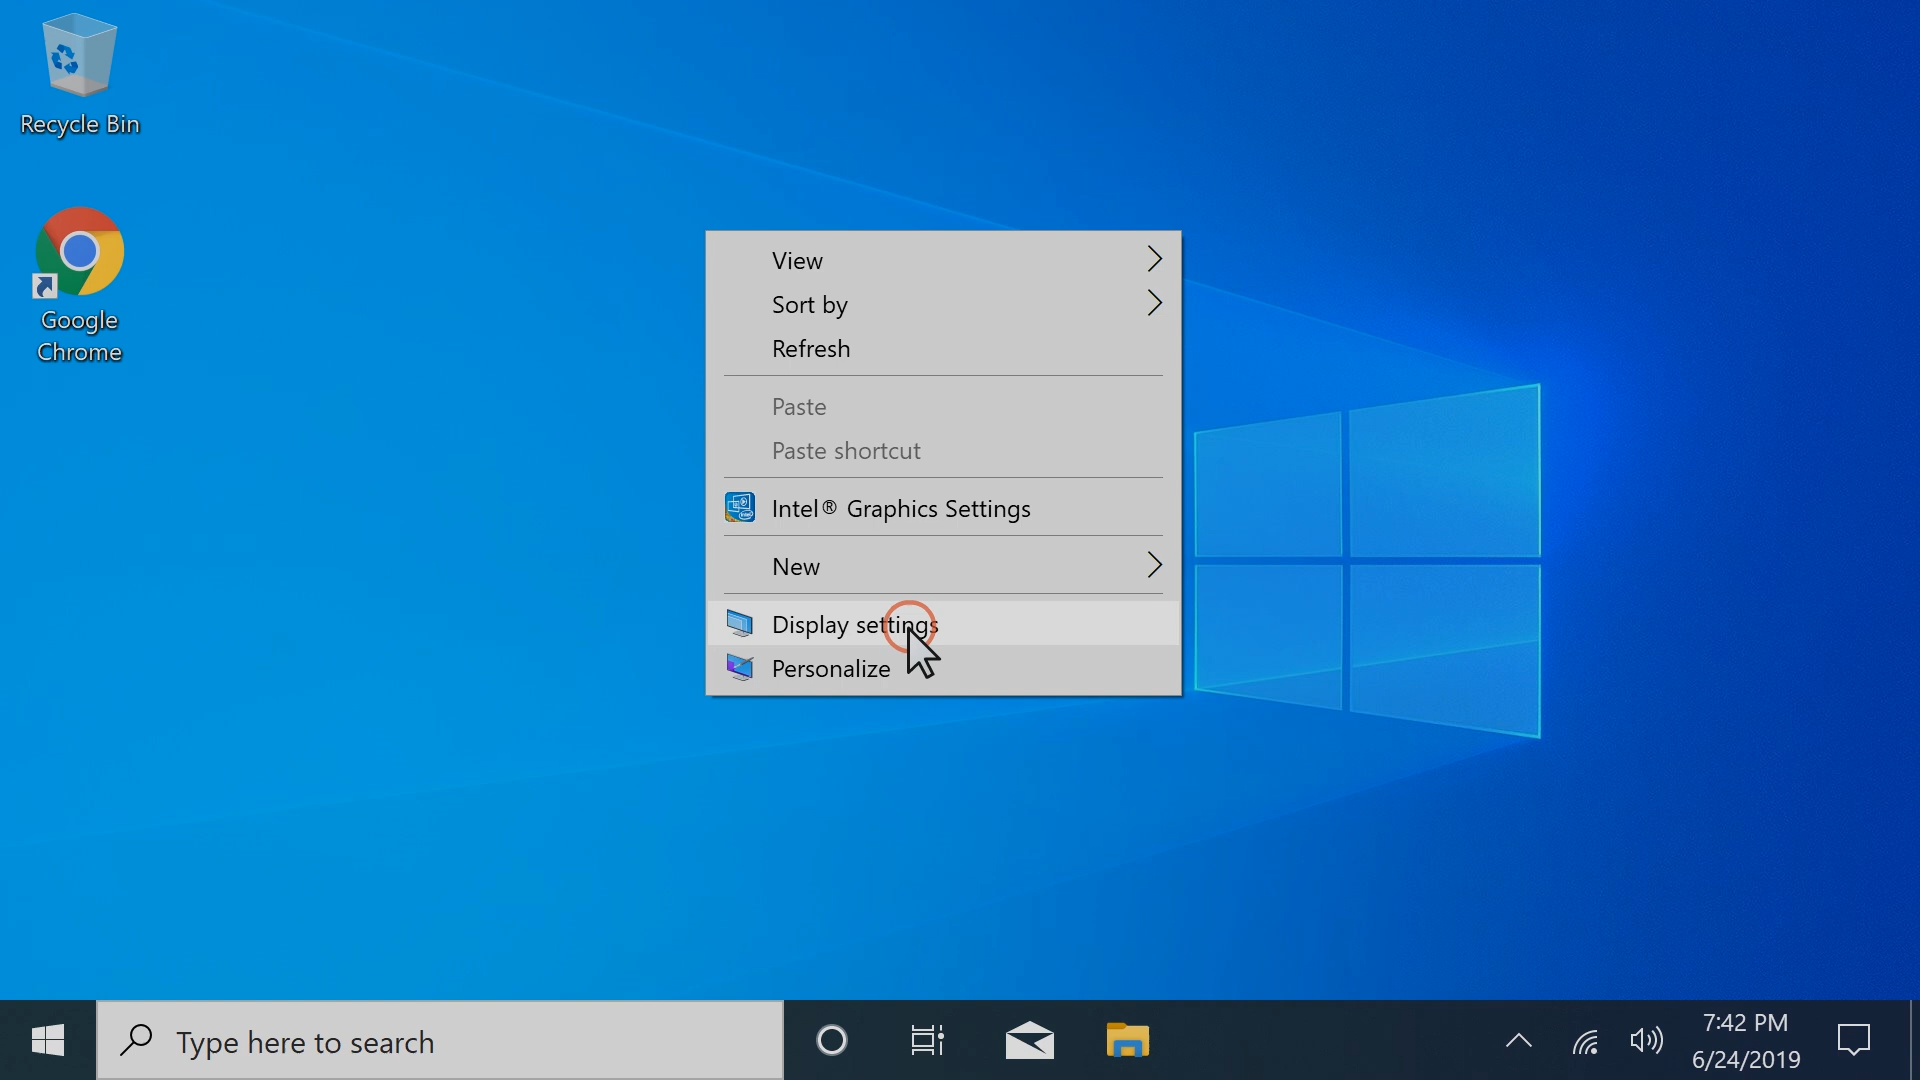 Recycle Bin
Google
Chrome
View
Sort by
Refresh
Paste
Paste shortcut
Intel® Graphics Settings
New
Display settings
Personalize
Type here to search
7:42 PM
6/24/2019